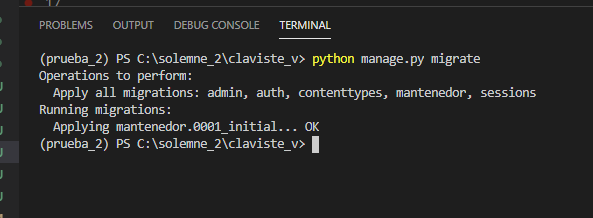 17
PROBLEMS OUTPUT DEBUG CONSOLE TERMINAL
(prueba_2) PS C:\solemne_2\claviste_v> python manage.py migrate
Operations to perform:
  Apply all migrations: admin, auth, contenttypes, mantenedor, sessions
Running migrations:
  Applying mantenedor.0001_initial... OK
(prueba_2) PS C:\solemne_2\claviste_v>